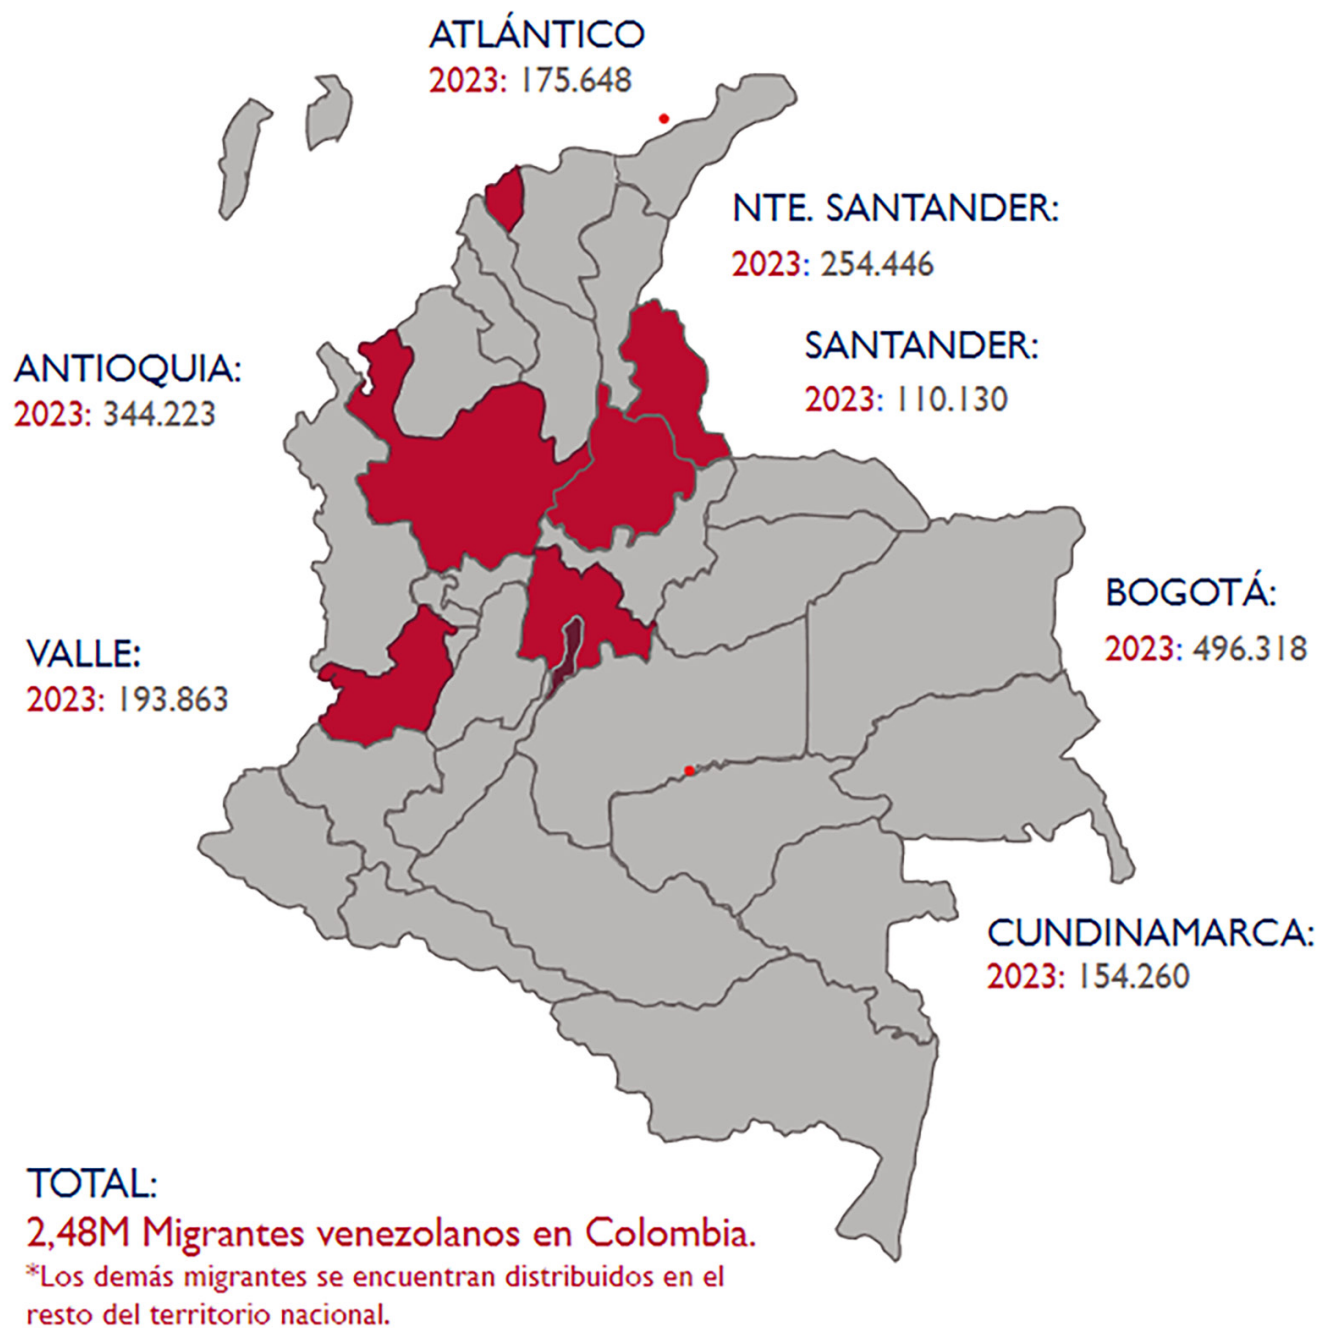 ATLÁNTICO
2023: 175.648
NTE. SANTANDER:
2023: 254.446
SANTANDER:
2023: 110.130
ANTIOQUIA:
2023: 344.223
BOGOTÁ:
2023: 496.318
VALLE:
2023: 193.863
CUNDINAMARCA:
2023: 154.260
TOTAL:
2,48M Migrantes venezolanos en Colombia.
*Los demás migrantes se encuentran distribuidos en el
resto del territorio nacional.